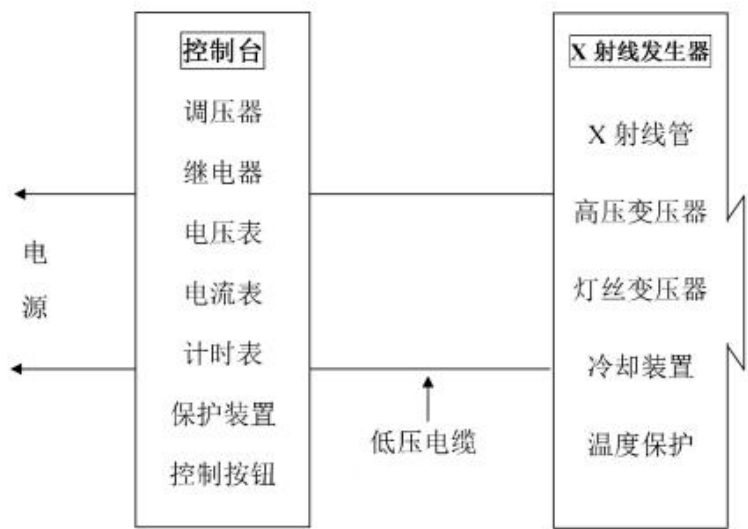 控制台
调压器
继电器
电压表
电流表
计时表
保护装置
控制按钮
电
源
低压电缆
X 射线发生器
X 射线管
高压变压器
灯丝变压器
冷却装置
温度保护